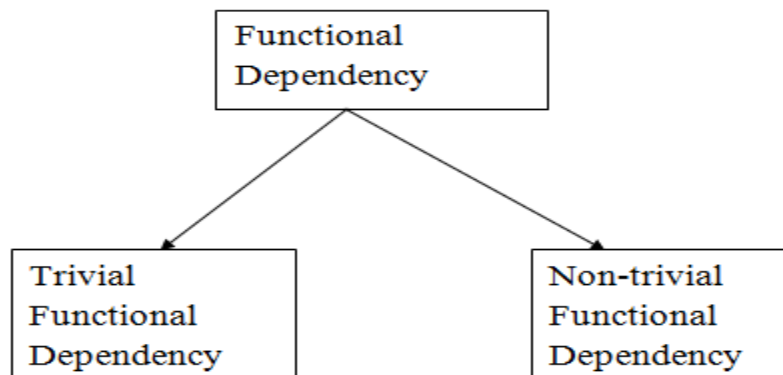 Functional
Dependency
Trivial
Functional
Dependency
Non-trivial
Functional
Dependency